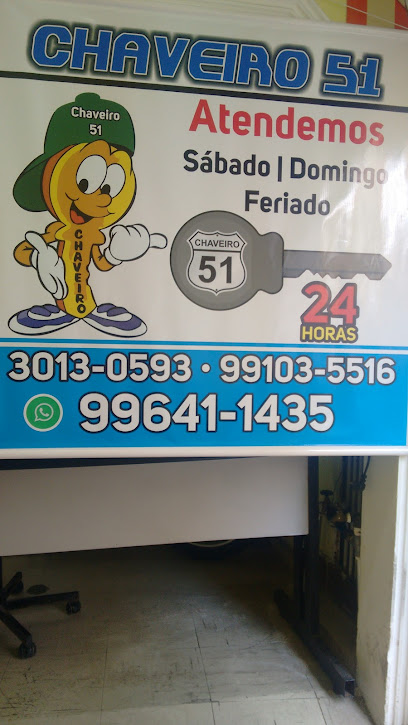 CHAVEIRO 51
Chaveiro
51
CHAVEIRO
Atendemos
Sábado | Domingo
Feriado
CHAVEIRO
51
24
HORAS
3013-0593 • 99103-5516
99641-1435